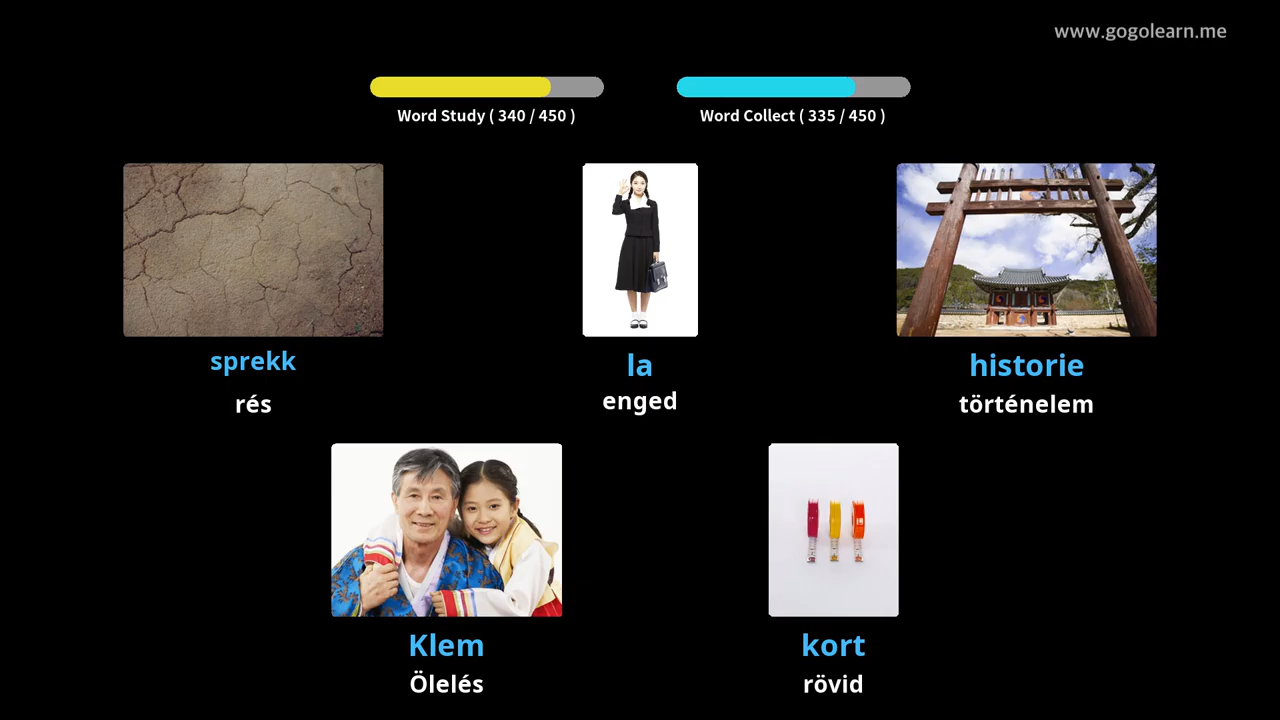 www.gogolearn.me
Word Study ( 340 / 450 )
Word Collect ( 335 / 450 )
sprekk
rés
la
enged
historie
történelem
Klem
Ölelés
kort
rövid